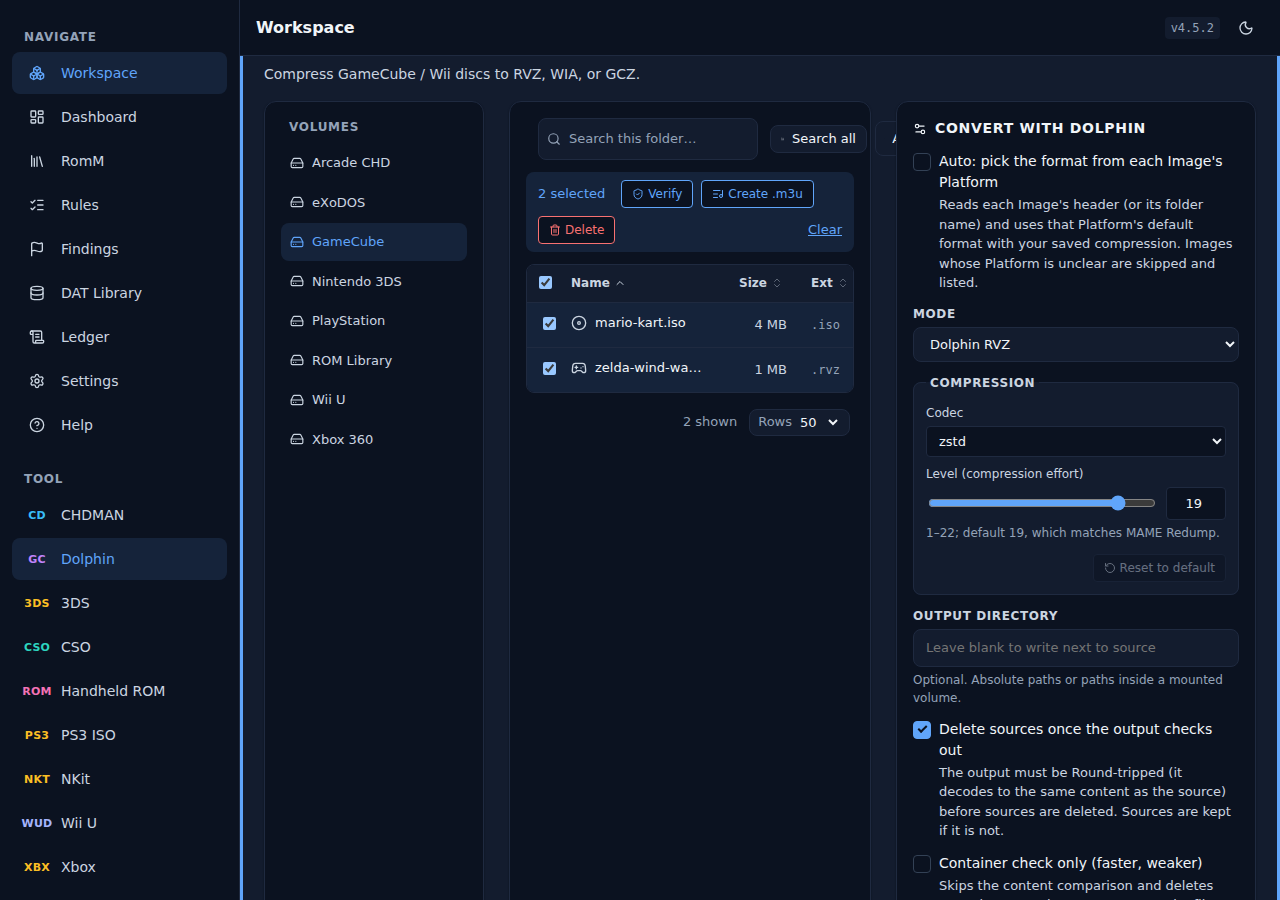 NAVIGATE
Workspace
Dashboard
RomM
Rules
Findings
DAT Library
Ledger
Settings
Help
TOOL
CD CHDMAN
GC Dolphin
3DS 3DS
CSO CSO
ROM Handheld ROM
PS3 PS3 ISO
NKT NKit
WUD Wii U
XBX Xbox
Workspace
v4.5.2
Compress GameCube / Wii discs to RVZ, WIA, or GCZ.
VOLUMES
Arcade CHD
eXoDOS
GameCube
Nintendo 3DS
PlayStation
ROM Library
Wii U
Xbox 360
Search this folder…
Search all
2 selected
Verify
Create .m3u
Delete
Clear
Name Size Ext
mario-kart.iso 4 MB .iso
zelda-wind-wa… 1 MB .rvz
2 shown
Rows 50
CONVERT WITH DOLPHIN
Auto: pick the format from each Image's
Platform
Reads each Image's header (or its folder
name) and uses that Platform's default
format with your saved compression. Images
whose Platform is unclear are skipped and
listed.
MODE
Dolphin RVZ
COMPRESSION
Codec
zstd
Level (compression effort)
19
1–22; default 19, which matches MAME Redump.
Reset to default
OUTPUT DIRECTORY
Leave blank to write next to source
Optional. Absolute paths or paths inside a mounted
volume.
Delete sources once the output checks
out
The output must be Round-tripped (it
decodes to the same content as the source)
before sources are deleted. Sources are kept
if it is not.
Container check only (faster, weaker)
Skips the content comparison and deletes